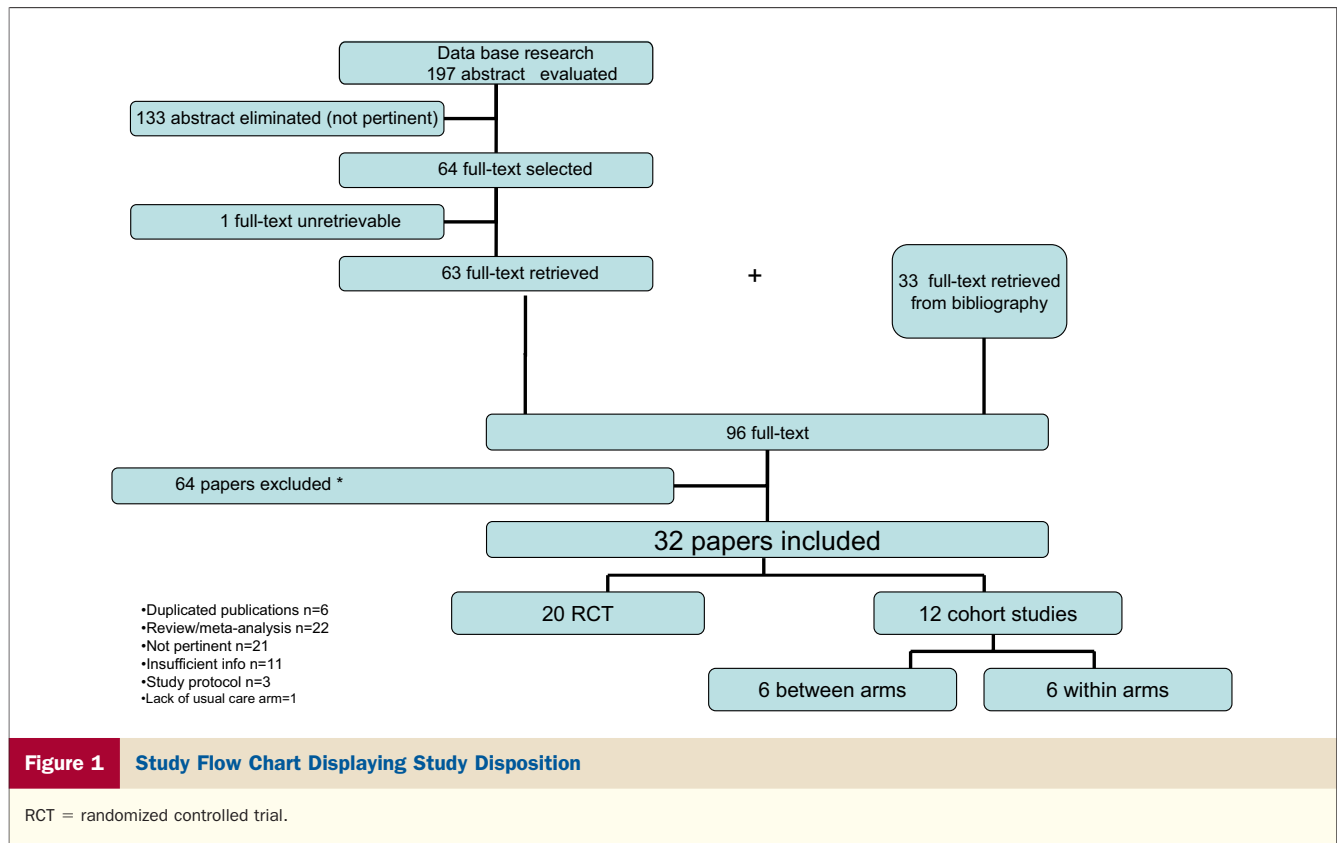 Data base research
197 abstract evaluated
133 abstract eliminated (not pertinent)
64 full-text selected
1 full-text unretrievable
63 full-text retrieved
+
33 full-text retrieved
from bibliography
96 full-text
64 papers excluded *
32 papers included
•Duplicated publications n=6
•Review/meta-analysis n=22
•Not pertinent n=21
•Insufficient info n=11
•Study protocol n=3
•Lack of usual care arm=1
20 RCT
12 cohort studies
6 between arms
6 within arms
Figure 1
Study Flow Chart Displaying Study Disposition
RCT = randomized controlled trial.